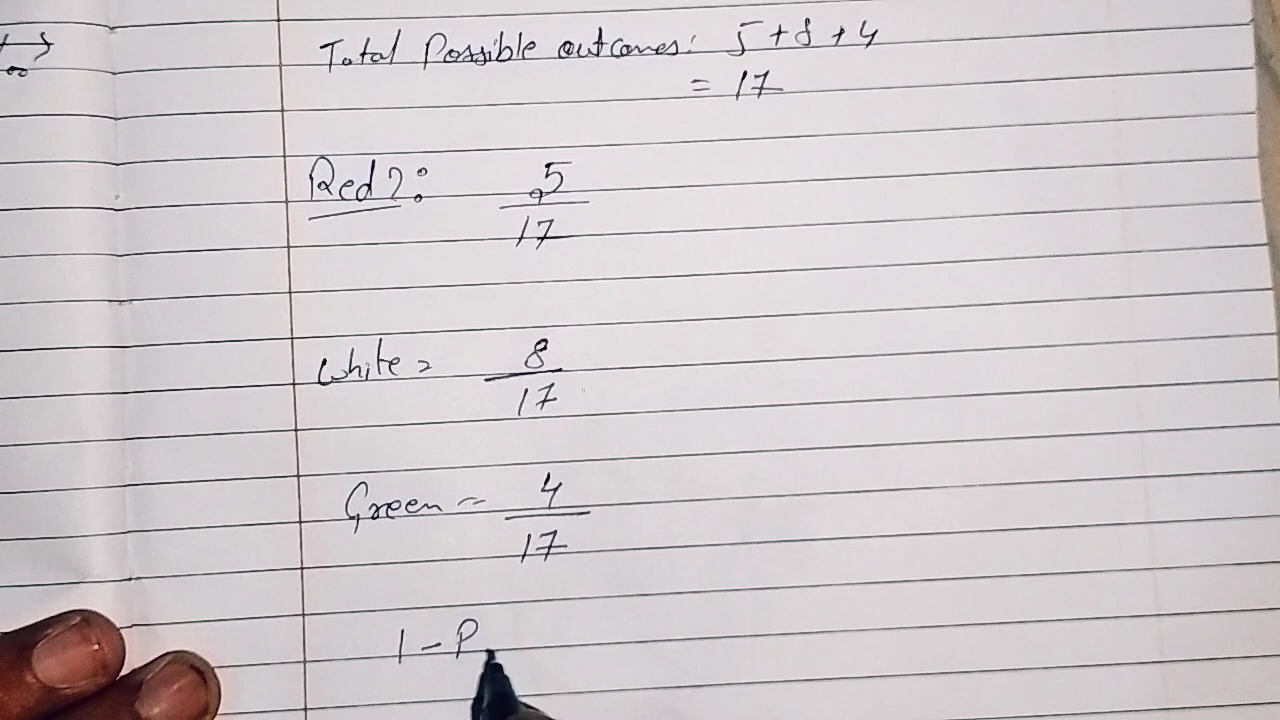 Total Possible outcomes: 5+8+4
= 17
Red?: 5
17
White = 8
17
Green = 4
17
1 - P